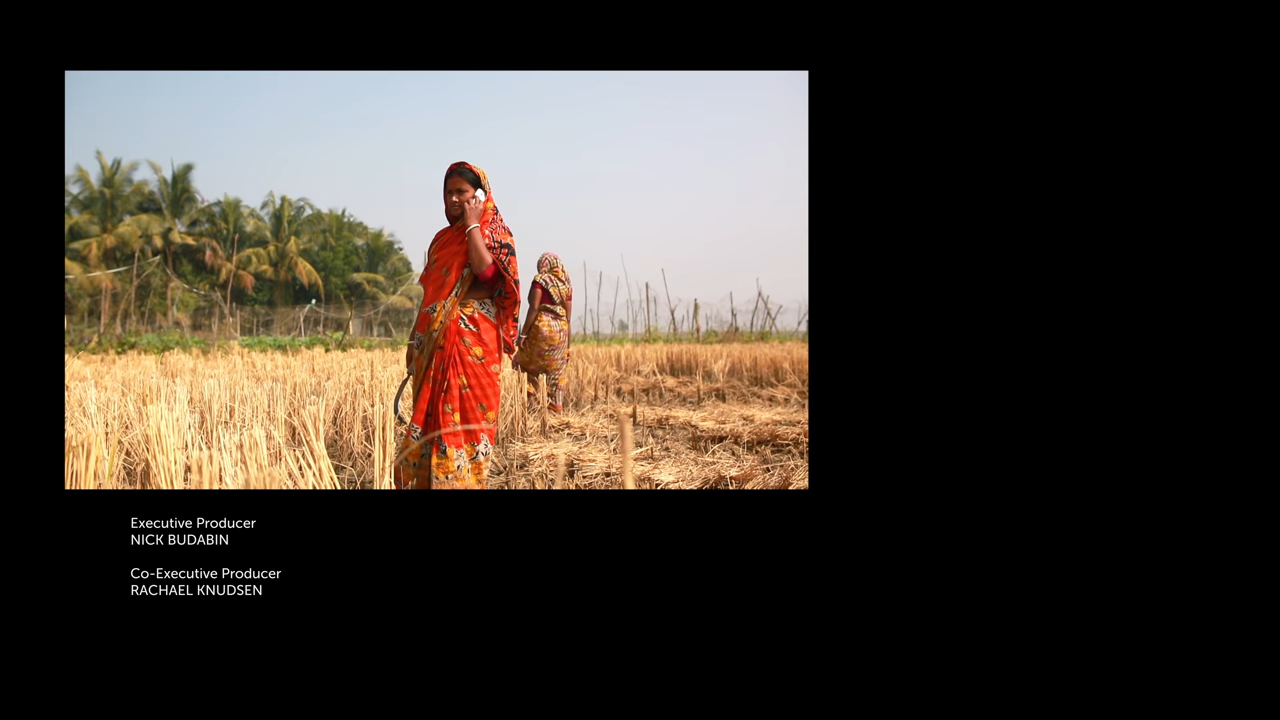 Executive Producer
NICK BUDABIN
Co-Executive Producer
RACHAEL KNUDSEN